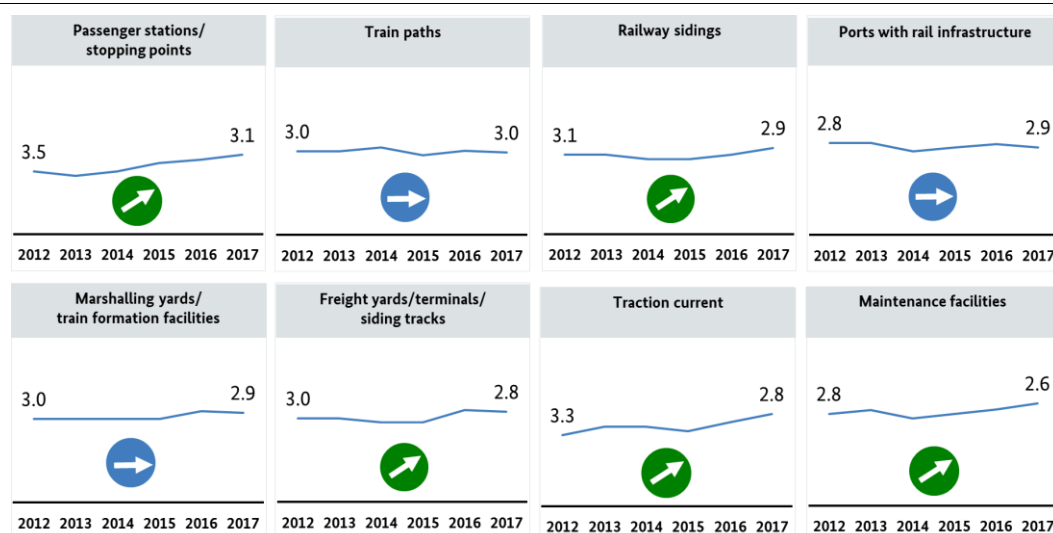 Passenger stations/
stopping points
3.5
3.1
2012 2013 2014 2015 2016 2017
Train paths
3.0
3.0
2012 2013 2014 2015 2016 2017
Railway sidings
3.1
2.9
2012 2013 2014 2015 2016 2017
Ports with rail infrastructure
2.8
2.9
2012 2013 2014 2015 2016 2017
Marshalling yards/
train formation facilities
3.0
2.9
2012 2013 2014 2015 2016 2017
Freight yards/terminals/
siding tracks
3.0
2.8
2012 2013 2014 2015 2016 2017
Traction current
3.3
2.8
2012 2013 2014 2015 2016 2017
Maintenance facilities
2.8
2.6
2012 2013 2014 2015 2016 2017